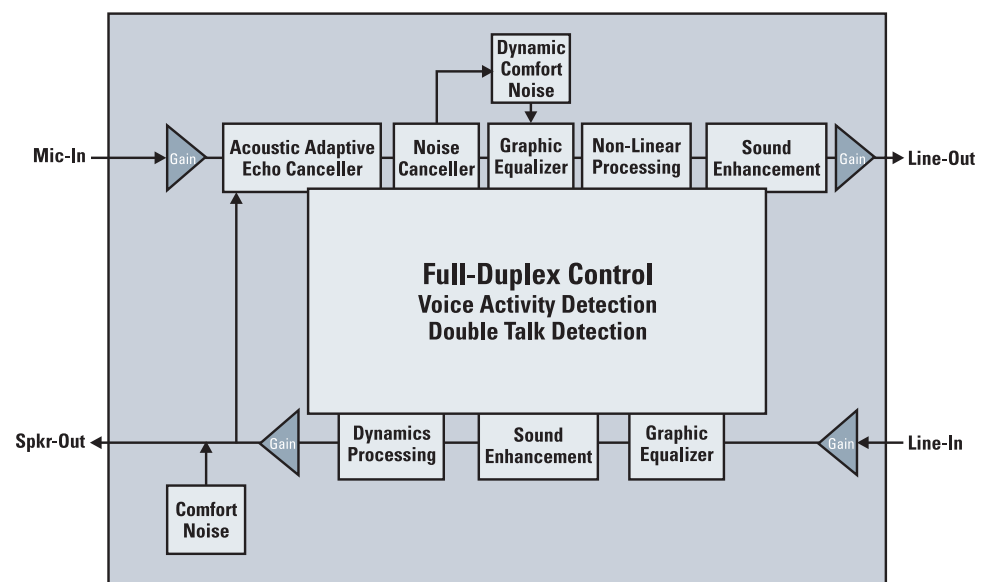 Dynamic
Comfort
Noise
Mic-In
Gain
Acoustic Adaptive
Echo Canceller
Noise
Canceller
Graphic
Equalizer
Non-Linear
Processing
Sound
Enhancement
Gain
Line-Out
Full-Duplex Control
Voice Activity Detection
Double Talk Detection
Spkr-Out
Gain
Dynamics
Processing
Sound
Enhancement
Graphic
Equalizer
Gain
Line-In
Comfort
Noise